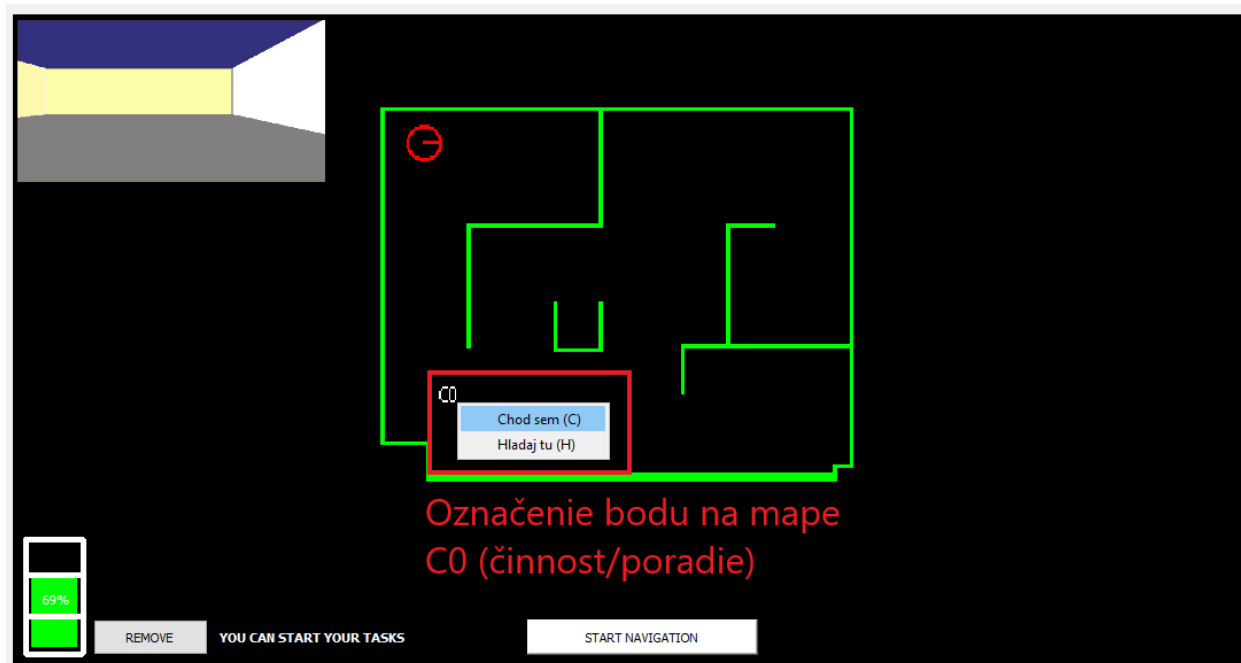 C0
Chod sem (C)
Hladaj tu (H)
Označenie bodu na mape
C0 (činnost/poradie)
69%
REMOVE
YOU CAN START YOUR TASKS
START NAVIGATION